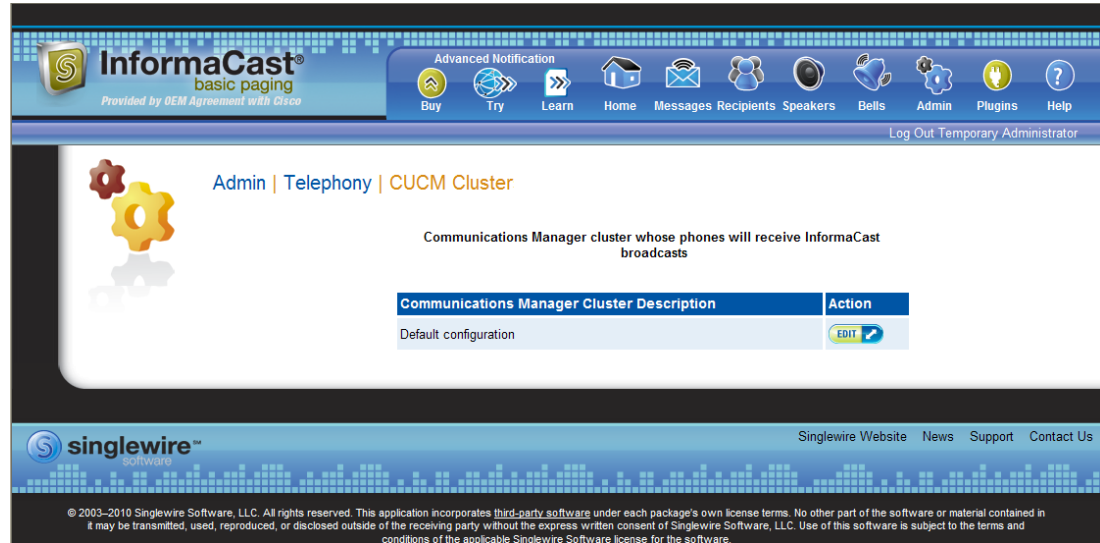 InformaCast®
basic paging
Provided by OEM Agreement with Cisco
Advanced Notification
Buy Try Learn Home Messages Recipients Speakers Bells Admin Plugins Help
Log Out Temporary Administrator
Admin | Telephony | CUCM Cluster
Communications Manager cluster whose phones will receive InformaCast
broadcasts
Communications Manager Cluster Description Action
Default configuration EDIT
singlewire℠
software
Singlewire Website News Support Contact Us
© 2003–2010 Singlewire Software, LLC. All rights reserved. This application incorporates third-party software under each package's own license terms. No other part of the software or material contained in
it may be transmitted, used, reproduced, or disclosed outside of the receiving party without the express written consent of Singlewire Software, LLC. Use of this software is subject to the terms and
conditions of the applicable Singlewire Software license for the software.